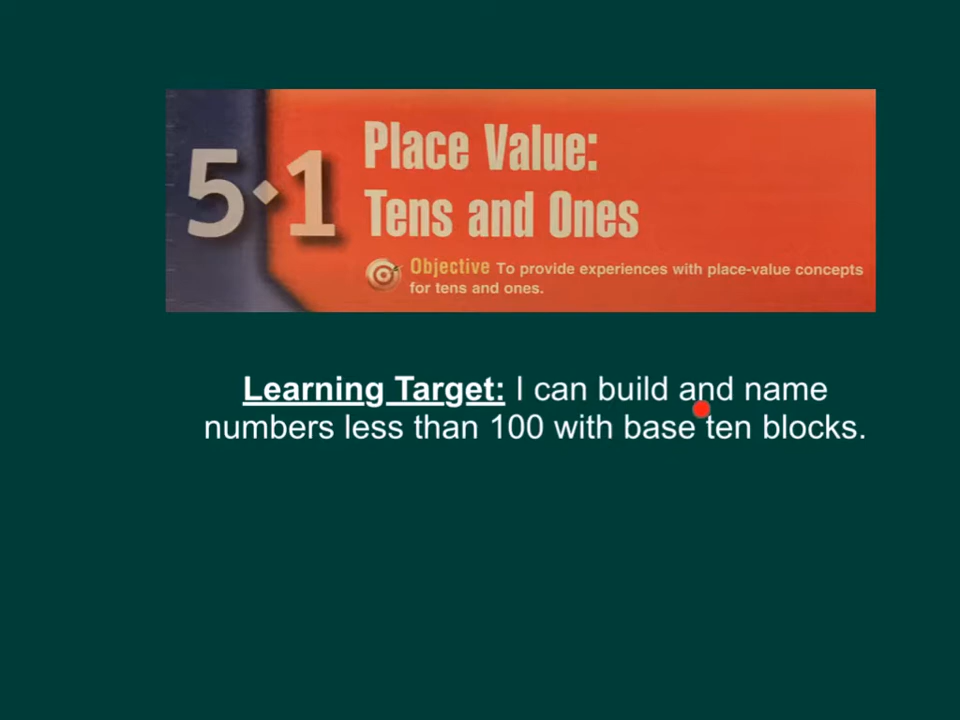 5·1
Place Value:
Tens and Ones
Objective To provide experiences with place-value concepts
for tens and ones.
Learning Target: I can build and name
numbers less than 100 with base ten blocks.